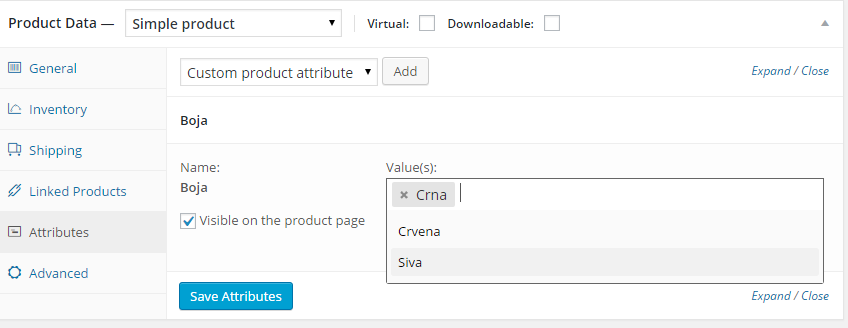 Product Data — Simple product Virtual: Downloadable:
General
Inventory
Shipping
Linked Products
Attributes
Advanced
Custom product attribute Add Expand / Close
Boja
Name: Value(s):
Boja
× Crna
Visible on the product page
Crvena
Siva
Save Attributes Expand / Close